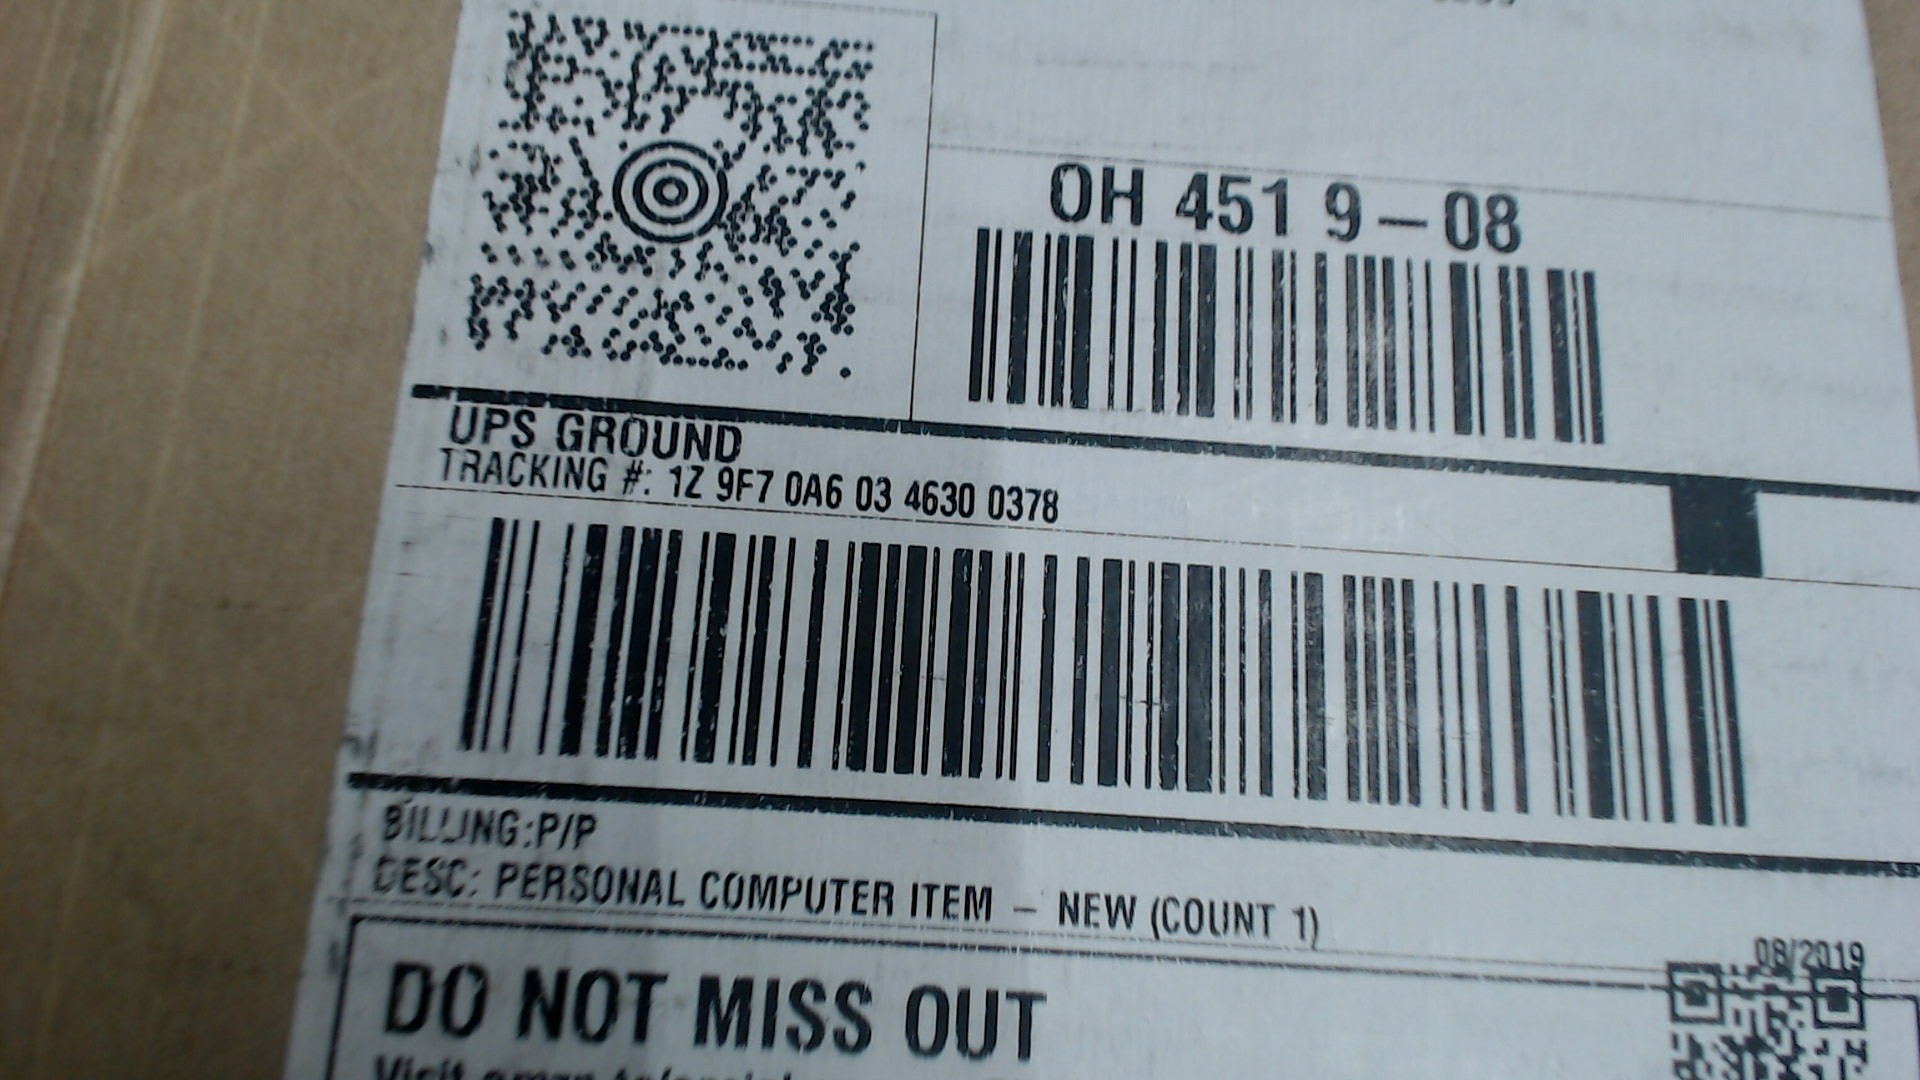 OH 451 9-08
UPS GROUND
TRACKING #: 1Z 9F7 0A6 03 4630 0378
BILLING:P/P
DESC: PERSONAL COMPUTER ITEM - NEW (COUNT 1)
08/2019
DO NOT MISS OUT
Visit